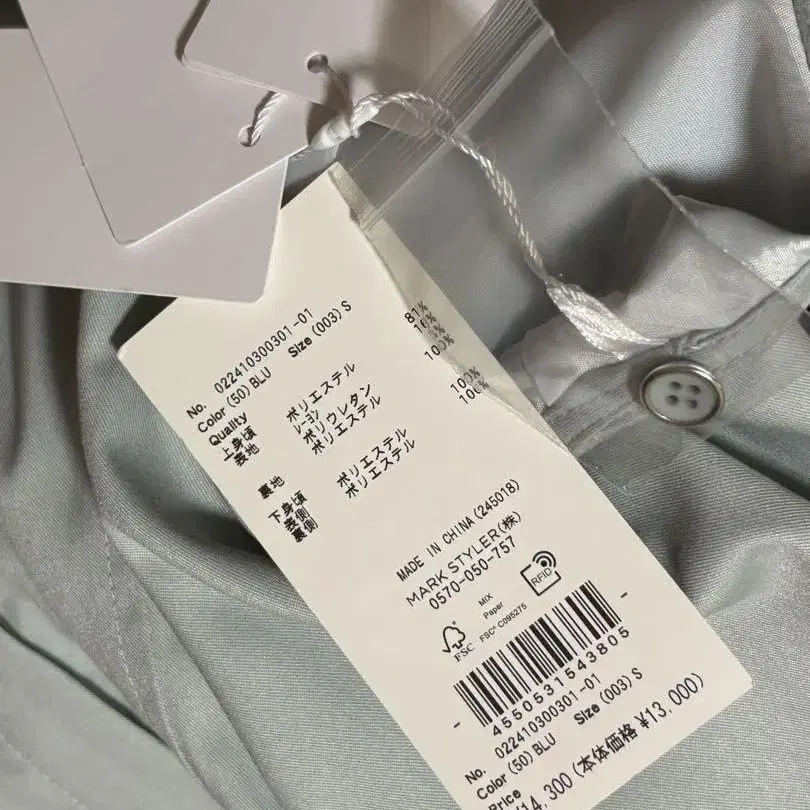 No. 022410300301-01
Color (50) BLU Size (003) S
Quality
上身頃
表地 ポリエステル 81%
レーヨン 16%
ポリウレタン
裏地 ポリエステル 100%
下身頃
表側 ポリエステル 100%
裏側 ポリエステル 100%
MADE IN CHINA (245018)
MARK STYLER(株)
0570-050-757
RFID
FSC
MIX
Paper
FSC® C095275
4550531543805
No. 022410300301-01
Color (50) BLU Size (003) S
Price
¥14,300 (本体価格 ¥13,000)